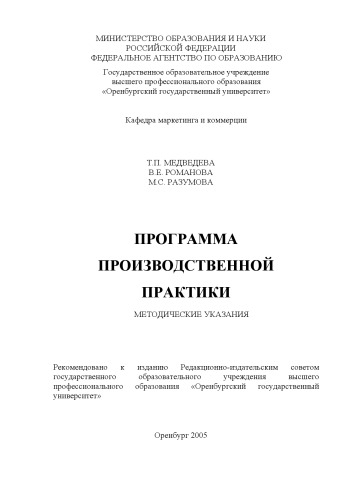 МИНИСТЕРСТВО ОБРАЗОВАНИЯ И НАУКИ
РОССИЙСКОЙ ФЕДЕРАЦИИ
ФЕДЕРАЛЬНОЕ АГЕНТСТВО ПО ОБРАЗОВАНИЮ
Государственное образовательное учреждение
высшего профессионального образования
«Оренбургский государственный университет»
Кафедра маркетинга и коммерции
Т.П. МЕДВЕДЕВА
В.Е. РОМАНОВА
М.С. РАЗУМОВА
ПРОГРАММА
ПРОИЗВОДСТВЕННОЙ
ПРАКТИКИ
МЕТОДИЧЕСКИЕ УКАЗАНИЯ
Рекомендовано к изданию Редакционно-издательским советом
государственного образовательного учреждения высшего
профессионального образования «Оренбургский государственный
университет»
Оренбург 2005